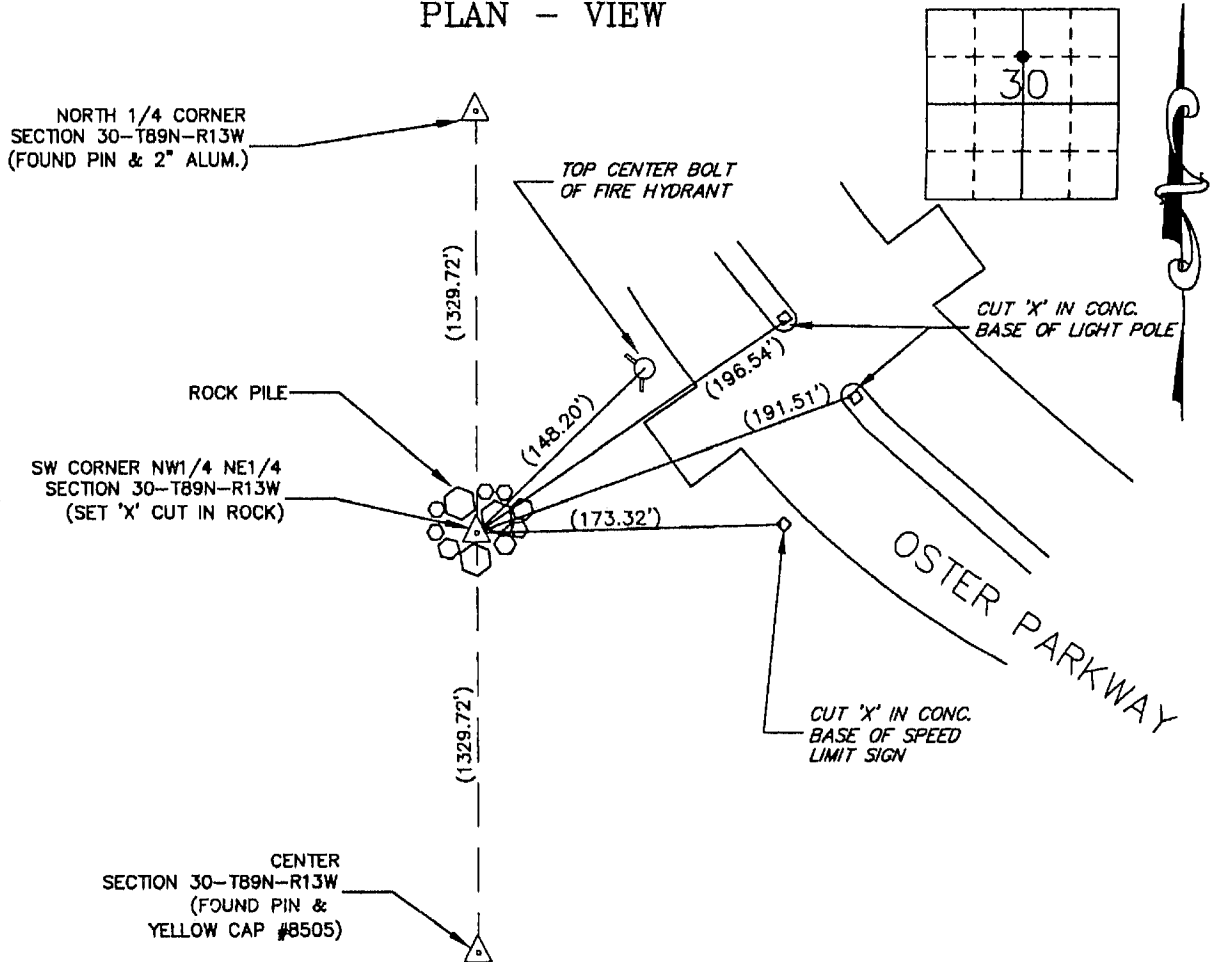 PLAN - VIEW
30
NORTH 1/4 CORNER
SECTION 30-T89N-R13W
(FOUND PIN & 2" ALUM.)
TOP CENTER BOLT
OF FIRE HYDRANT
(1329.72')
CUT 'X' IN CONC.
BASE OF LIGHT POLE
ROCK PILE
(196.54')
(148.20')
(191.51')
SW CORNER NW1/4 NE1/4
SECTION 30-T89N-R13W
(SET 'X' CUT IN ROCK)
(173.32')
OSTER PARKWAY
(1329.72')
CUT 'X' IN CONC.
BASE OF SPEED
LIMIT SIGN
CENTER
SECTION 30-T89N-R13W
(FOUND PIN &
YELLOW CAP #8505)